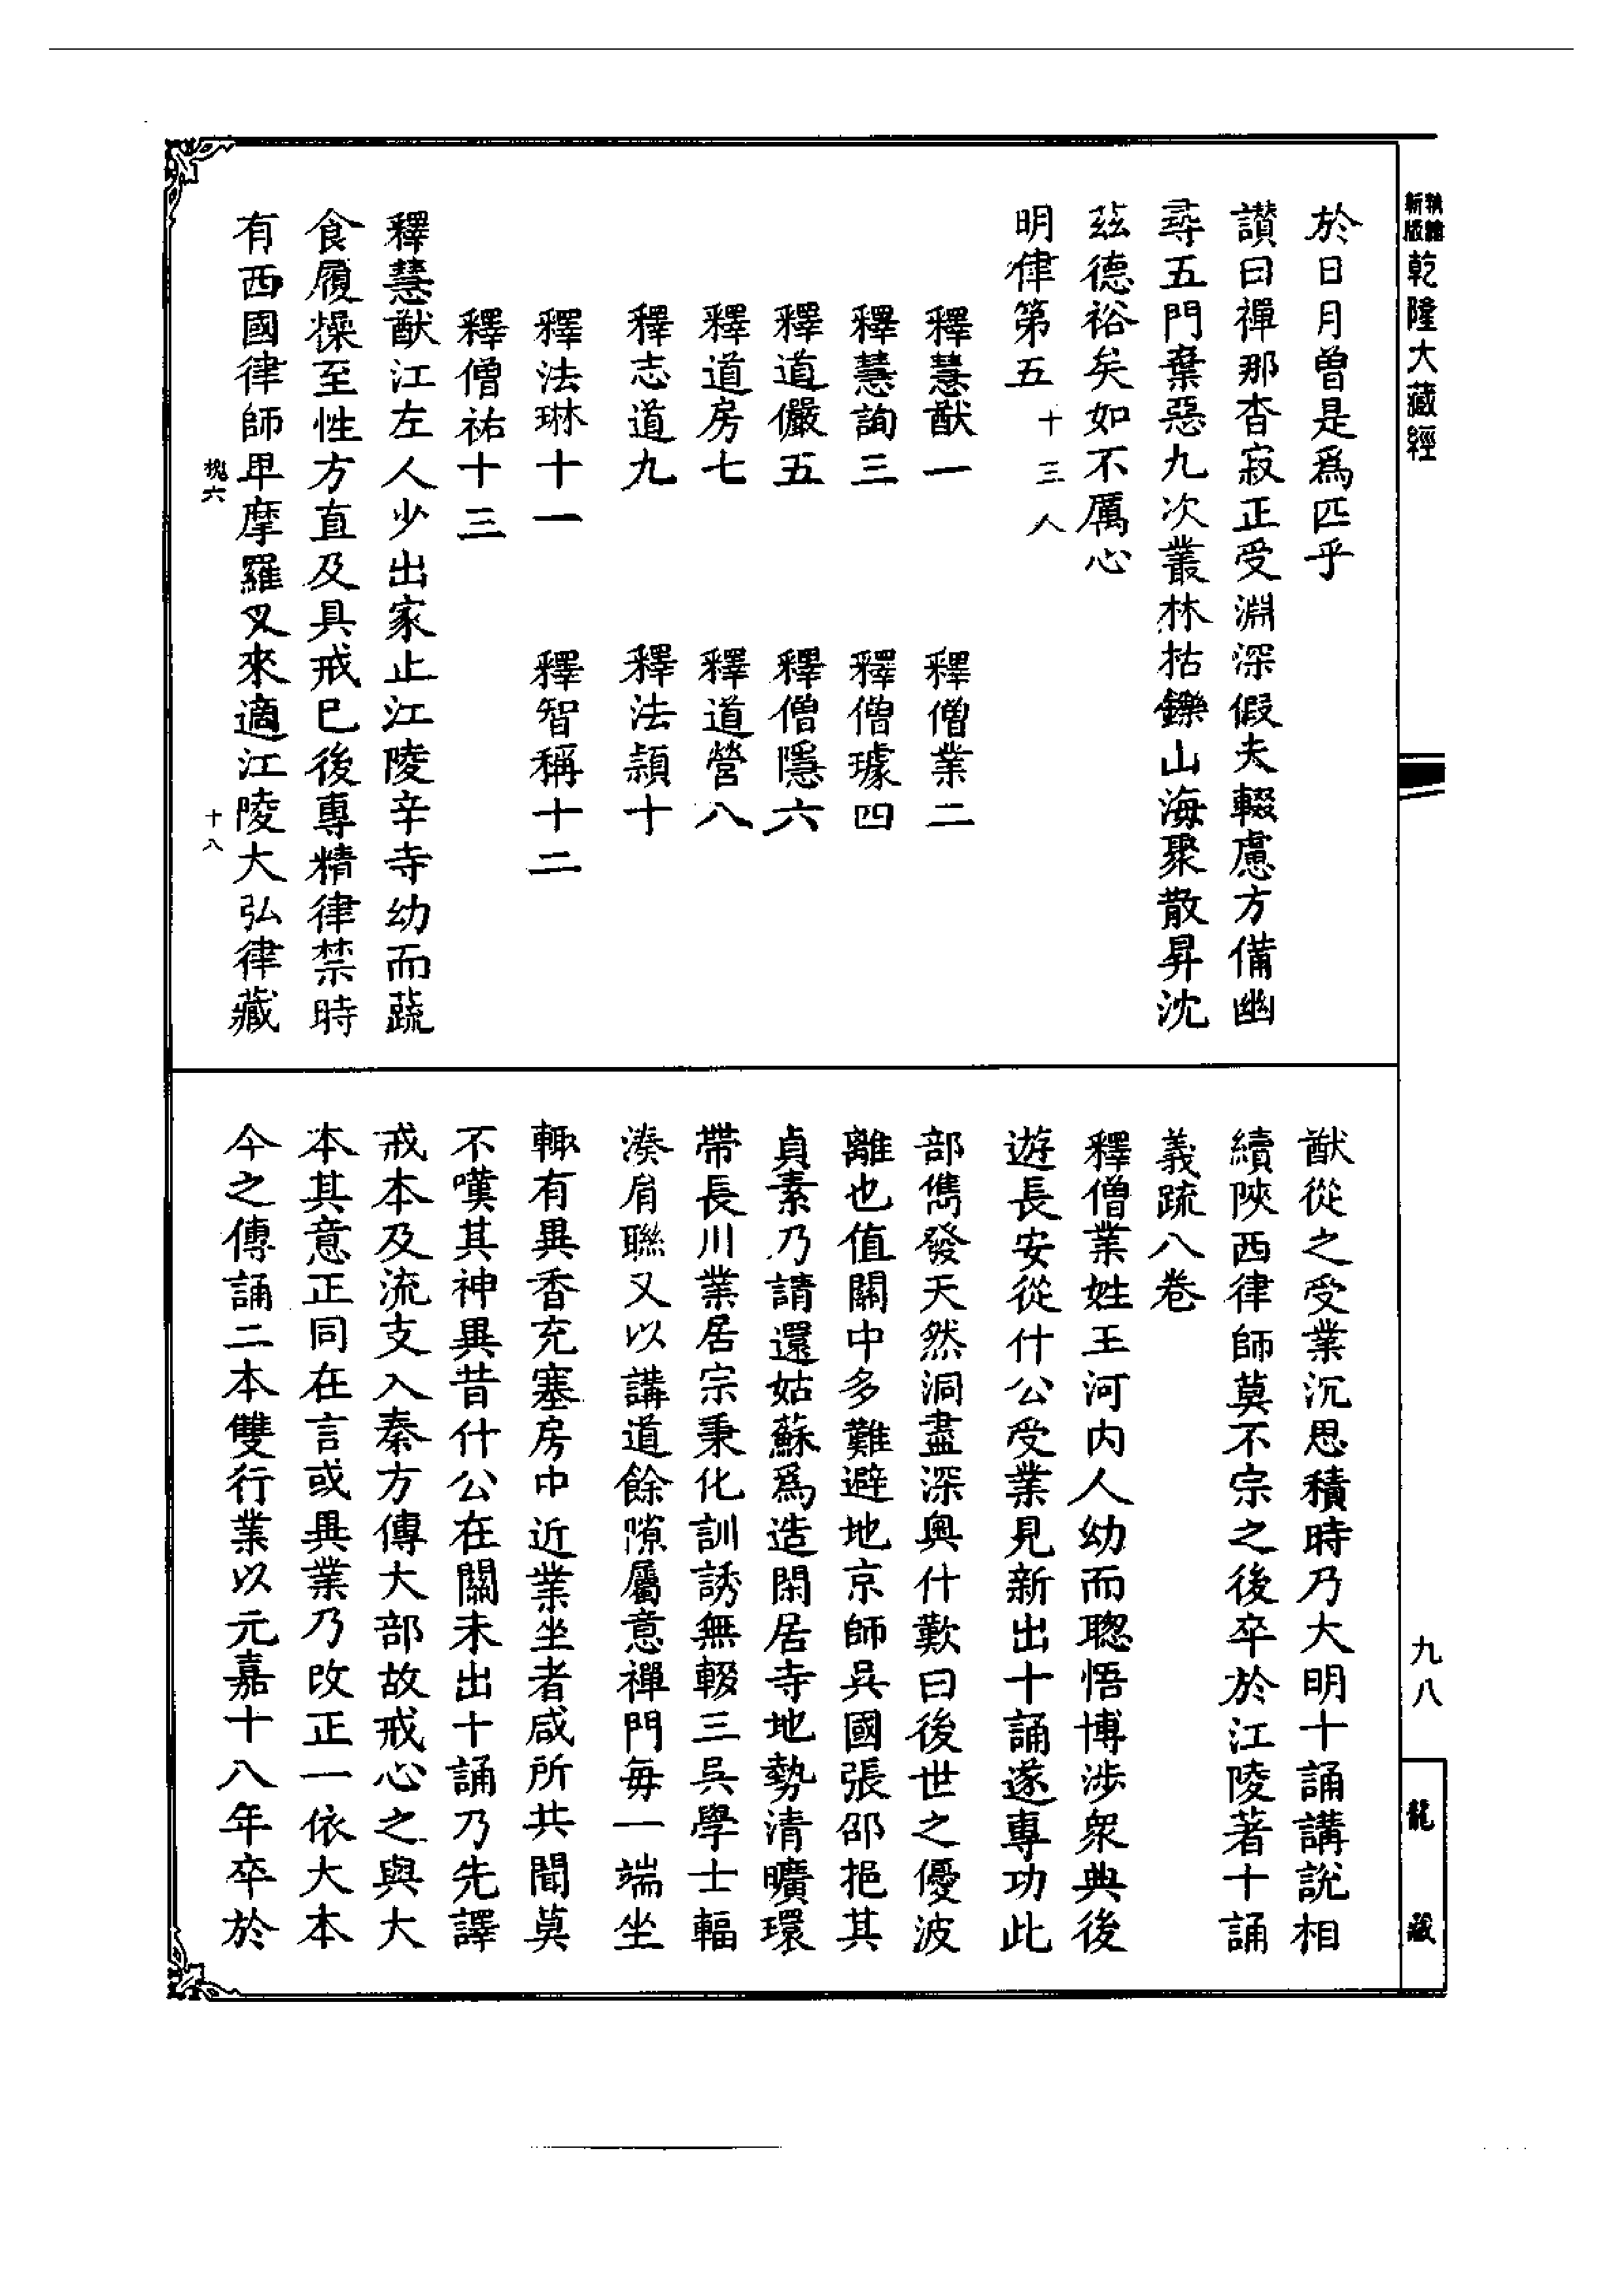 新版
乾隆大藏經
九八
龍藏
於日月曾是爲匹乎
讃曰禪那杳寂正受淵深假夫輟慮方備幽
尋五門棄惡九次叢林枯鑠山海聚散昇沈
茲德裕矣如不厲心
明律第五十三人
釋慧猷一　釋僧業二
釋慧詢三　釋僧璩四
釋道儼五　釋僧隱六
釋道房七　釋道營八
釋志道九　釋法頴十
釋法琳十一　釋智稱十二
釋僧祐十三
釋慧猷江左人少出家止江陵辛寺幼而蔬
食履操至性方直及具戒巳後專精律禁時
有西國律師卑摩羅叉來適江陵大弘律藏
槐六　十八
猷從之受業沉思積時乃大明十誦講説相
續陝西律師莫不宗之後卒於江陵著十誦
義疏八卷
釋僧業姓王河内人幼而聰悟博涉衆典後
遊長安從什公受業見新出十誦遂專功此
部儁發天然洞盡深奥什歎曰後世之優波
離也值關中多難避地京師吳國張邵挹其
貞素乃請還姑蘇爲造閑居寺地勢清曠環
帶長川業居宗秉化訓誘無輟三吳學士輻
湊肩聯又以講道餘隙屬意禪門每一端坐
輒有異香充塞房中近業坐者咸所共聞莫
不嘆其神異昔什公在關未出十誦乃先譯
戒本及流支入秦方傳大部故戒心之與大
本其意正同在言或異業乃改正一依大本
今之傳誦二本雙行業以元嘉十八年卒於